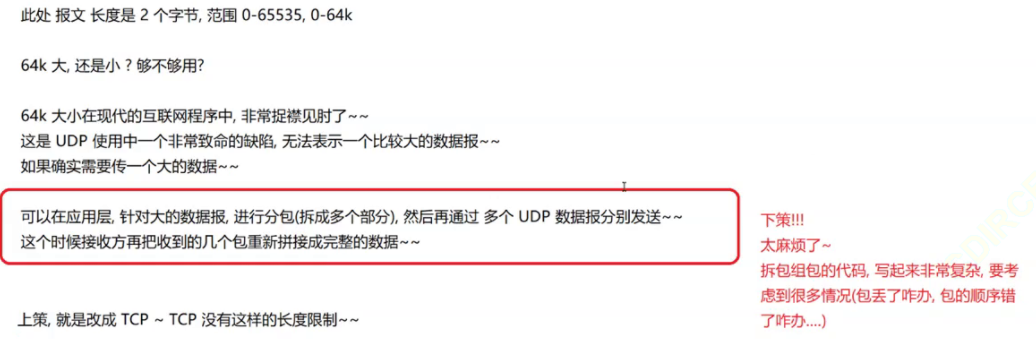 此处 报文 长度是 2 个字节, 范围 0-65535, 0-64k
64k 大, 还是小 ? 够不够用?
64k 大小在现代的互联网程序中, 非常捉襟见肘了~~
这是 UDP 使用中一个非常致命的缺陷, 无法表示一个比较大的数据报~~
如果确实需要传一个大的数据~~
可以在应用层, 针对大的数据报, 进行分包(拆成多个部分), 然后再通过 多个 UDP 数据报分别发送~~
这个时候接收方再把收到的几个包重新拼接成完整的数据~~
下策!!!
太麻烦了~
拆包组包的代码, 写起来非常复杂, 要考
虑到很多情况(包丢了咋办, 包的顺序错
了咋办....)
上策, 就是改成 TCP ~ TCP 没有这样的长度限制~~